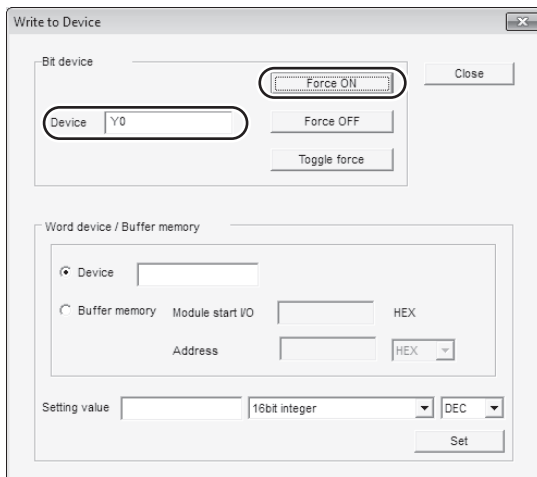 Write to Device
Bit device
Force ON
Close
Device Y0
Force OFF
Toggle force
Word device / Buffer memory
Device
Buffer memory Module start I/O HEX
Address HEX
Setting value 16bit integer DEC
Set